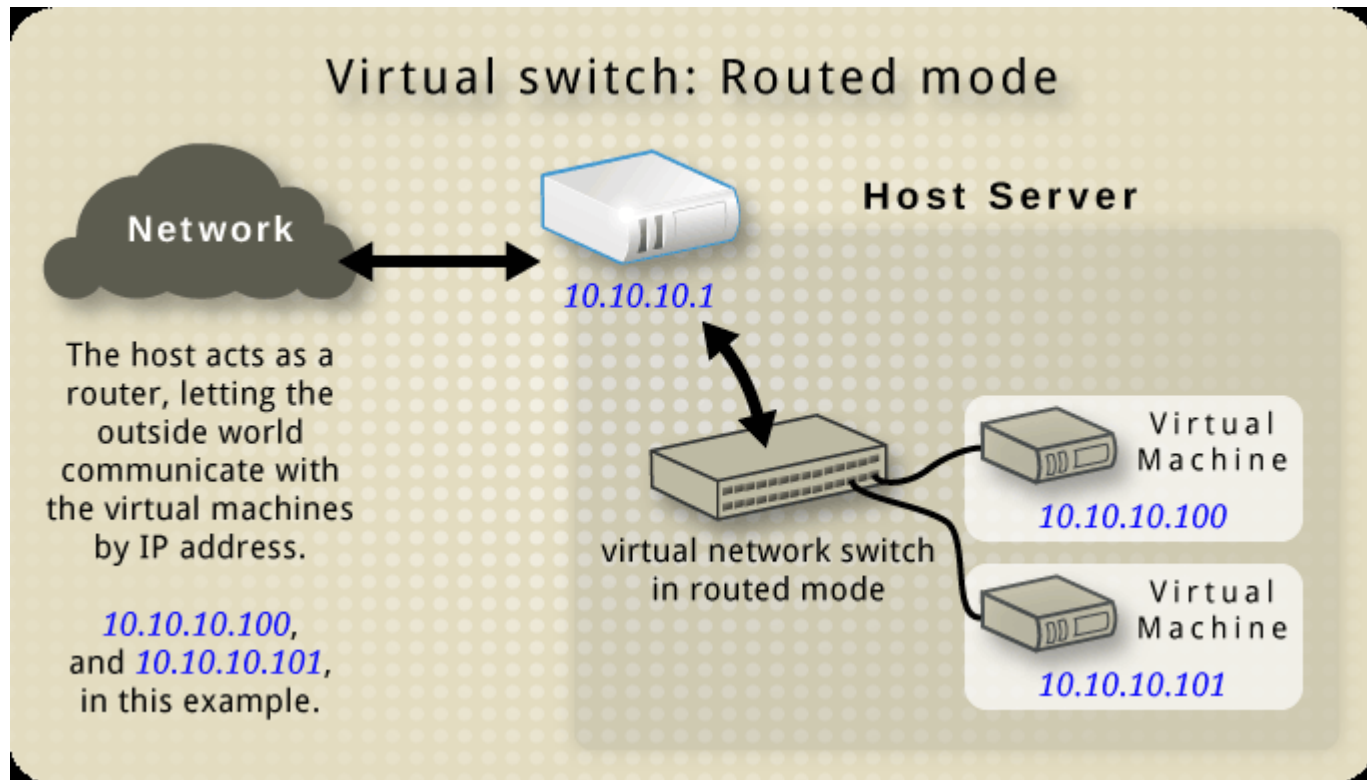 Virtual switch: Routed mode
Network
Host Server
10.10.10.1
The host acts as a
router, letting the
outside world
communicate with
the virtual machines
by IP address.
10.10.10.100,
and 10.10.10.101,
in this example.
virtual network switch
in routed mode
Virtual
Machine
10.10.10.100
Virtual
Machine
10.10.10.101